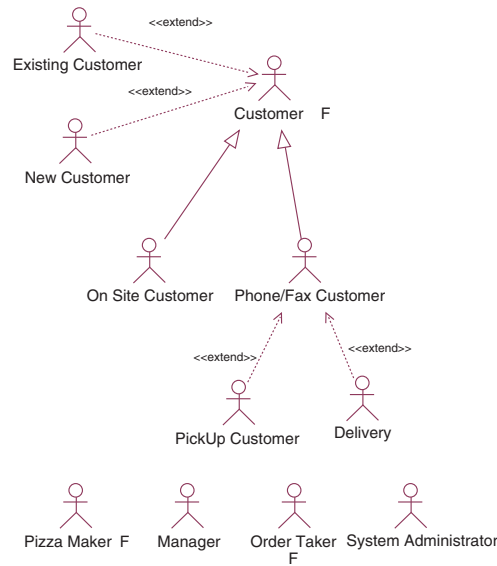 <<extend>>
Existing Customer
<<extend>>
Customer F
New Customer
On Site Customer
Phone/Fax Customer
<<extend>>
<<extend>>
PickUp Customer
Delivery
Pizza Maker F
Manager
Order Taker
F
System Administrator